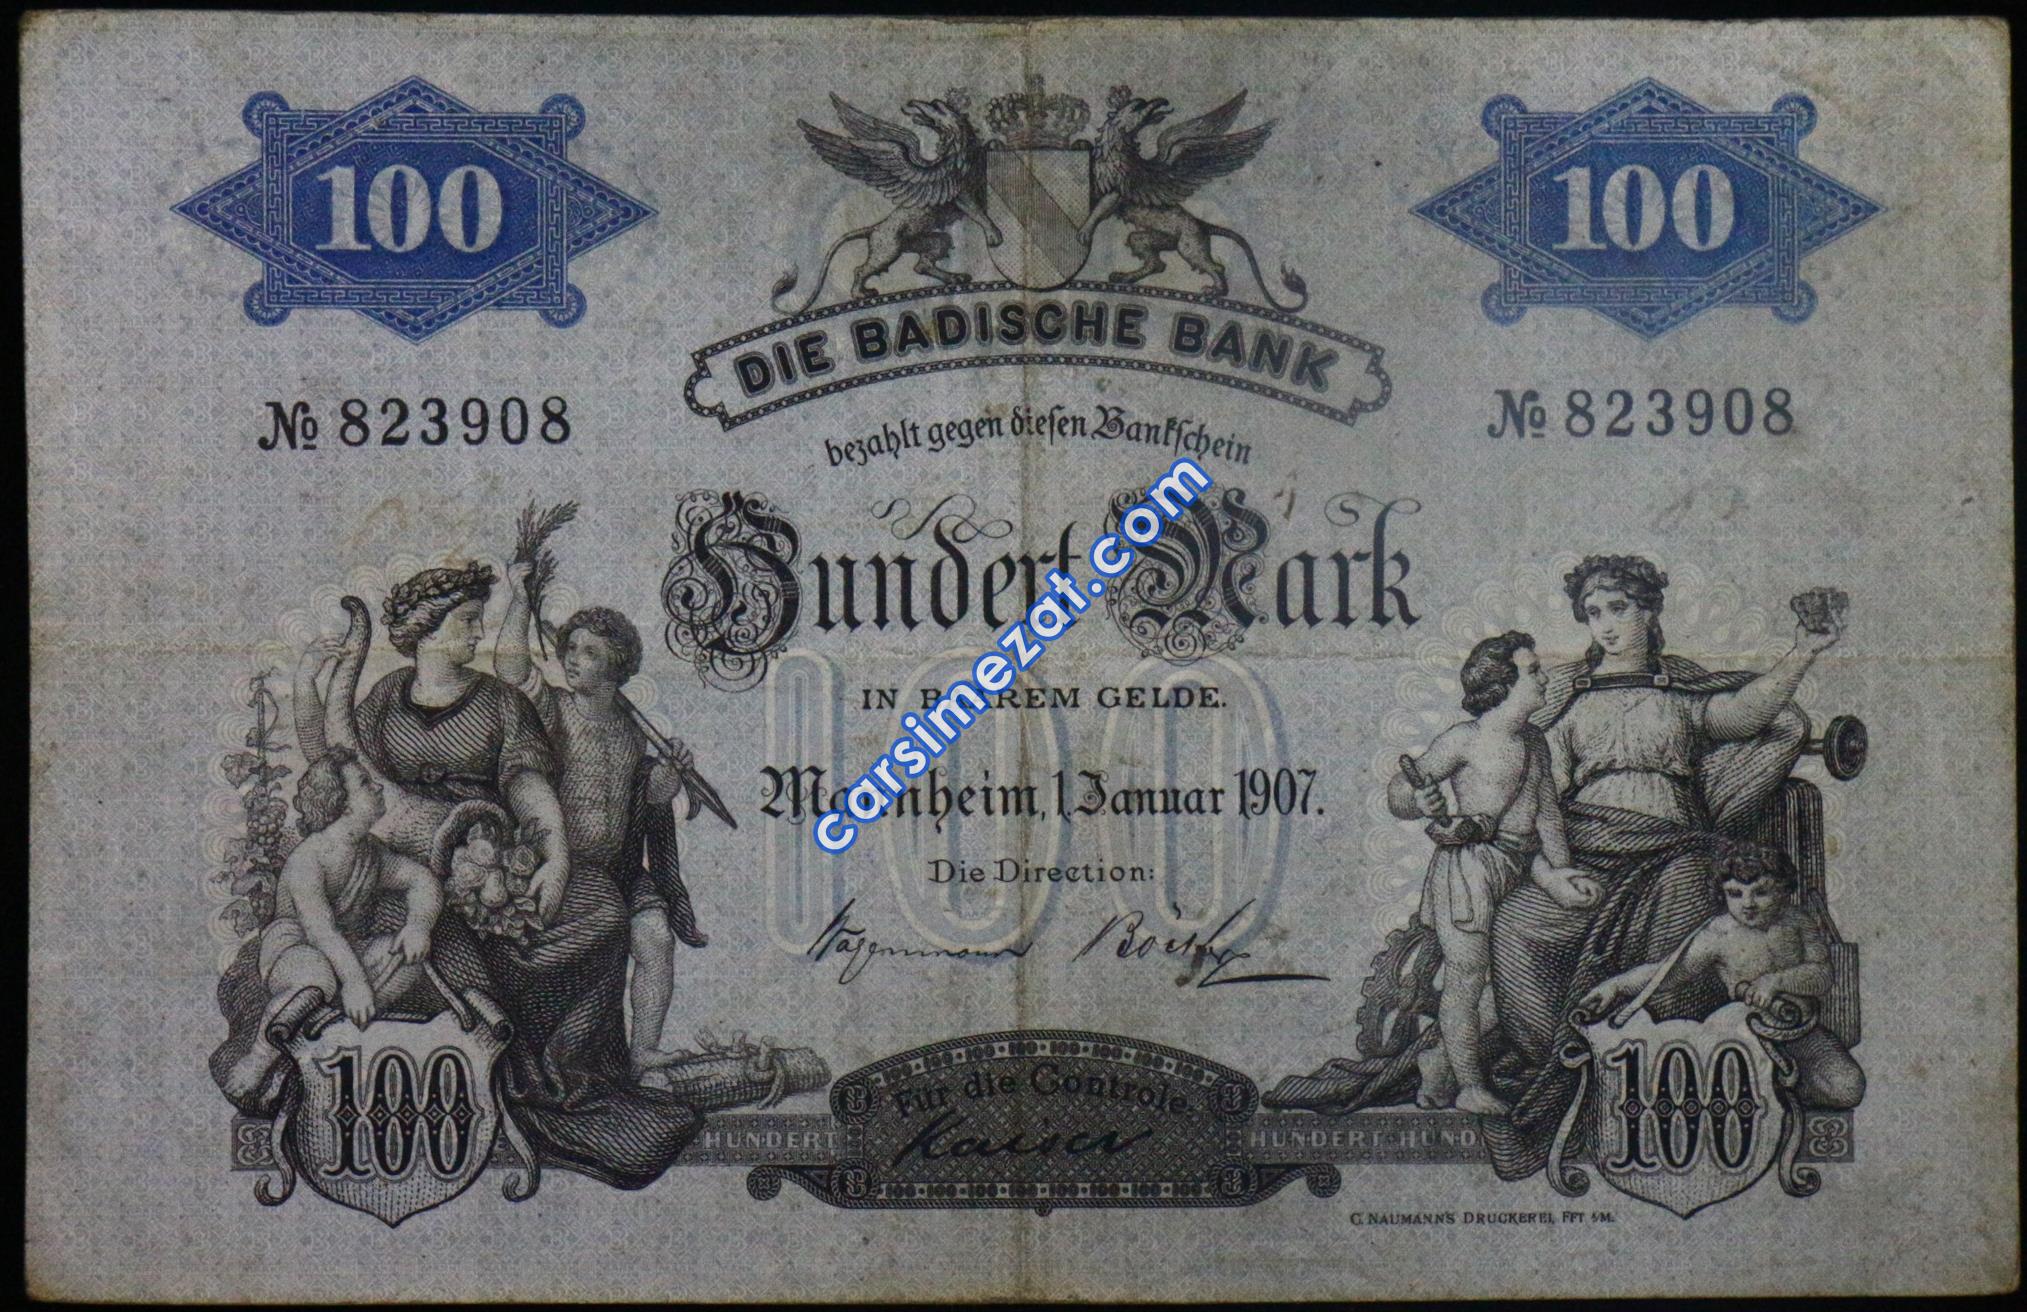 100 100
DIE BADISCHE BANK
№ 823908 № 823908
bezahlt gegen diesen Bankschein
Hundert Mark
IN BAAREM GELDE.
Mannheim, 1. Januar 1907.
Die Direction:
carsimezat.com
Für die Controle.
Kaiser
HUNDERT HUNDERT HUND
100 100
C. NAUMANN'S DRUCKEREI, FFT a/M.